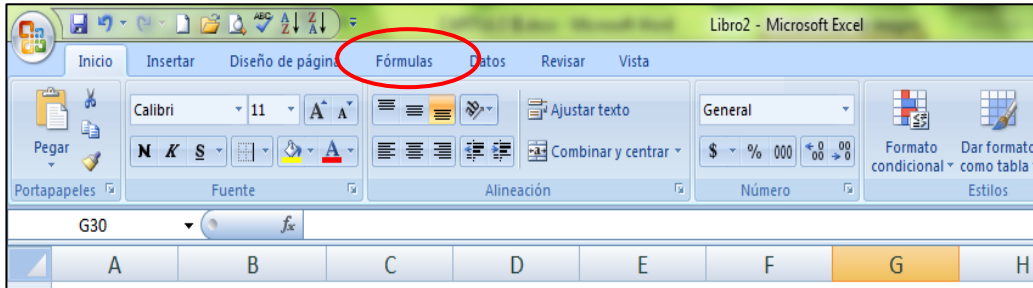 Libro2 - Microsoft Excel
Inicio Insertar Diseño de página Fórmulas Datos Revisar Vista
Calibri 11 A A Ajustar texto General
Pegar N K S A Combinar y centrar $ % 000 Formato condicional Dar formato como tabla
Portapapeles Fuente Alineación Número Estilos
G30 fx
A B C D E F G H